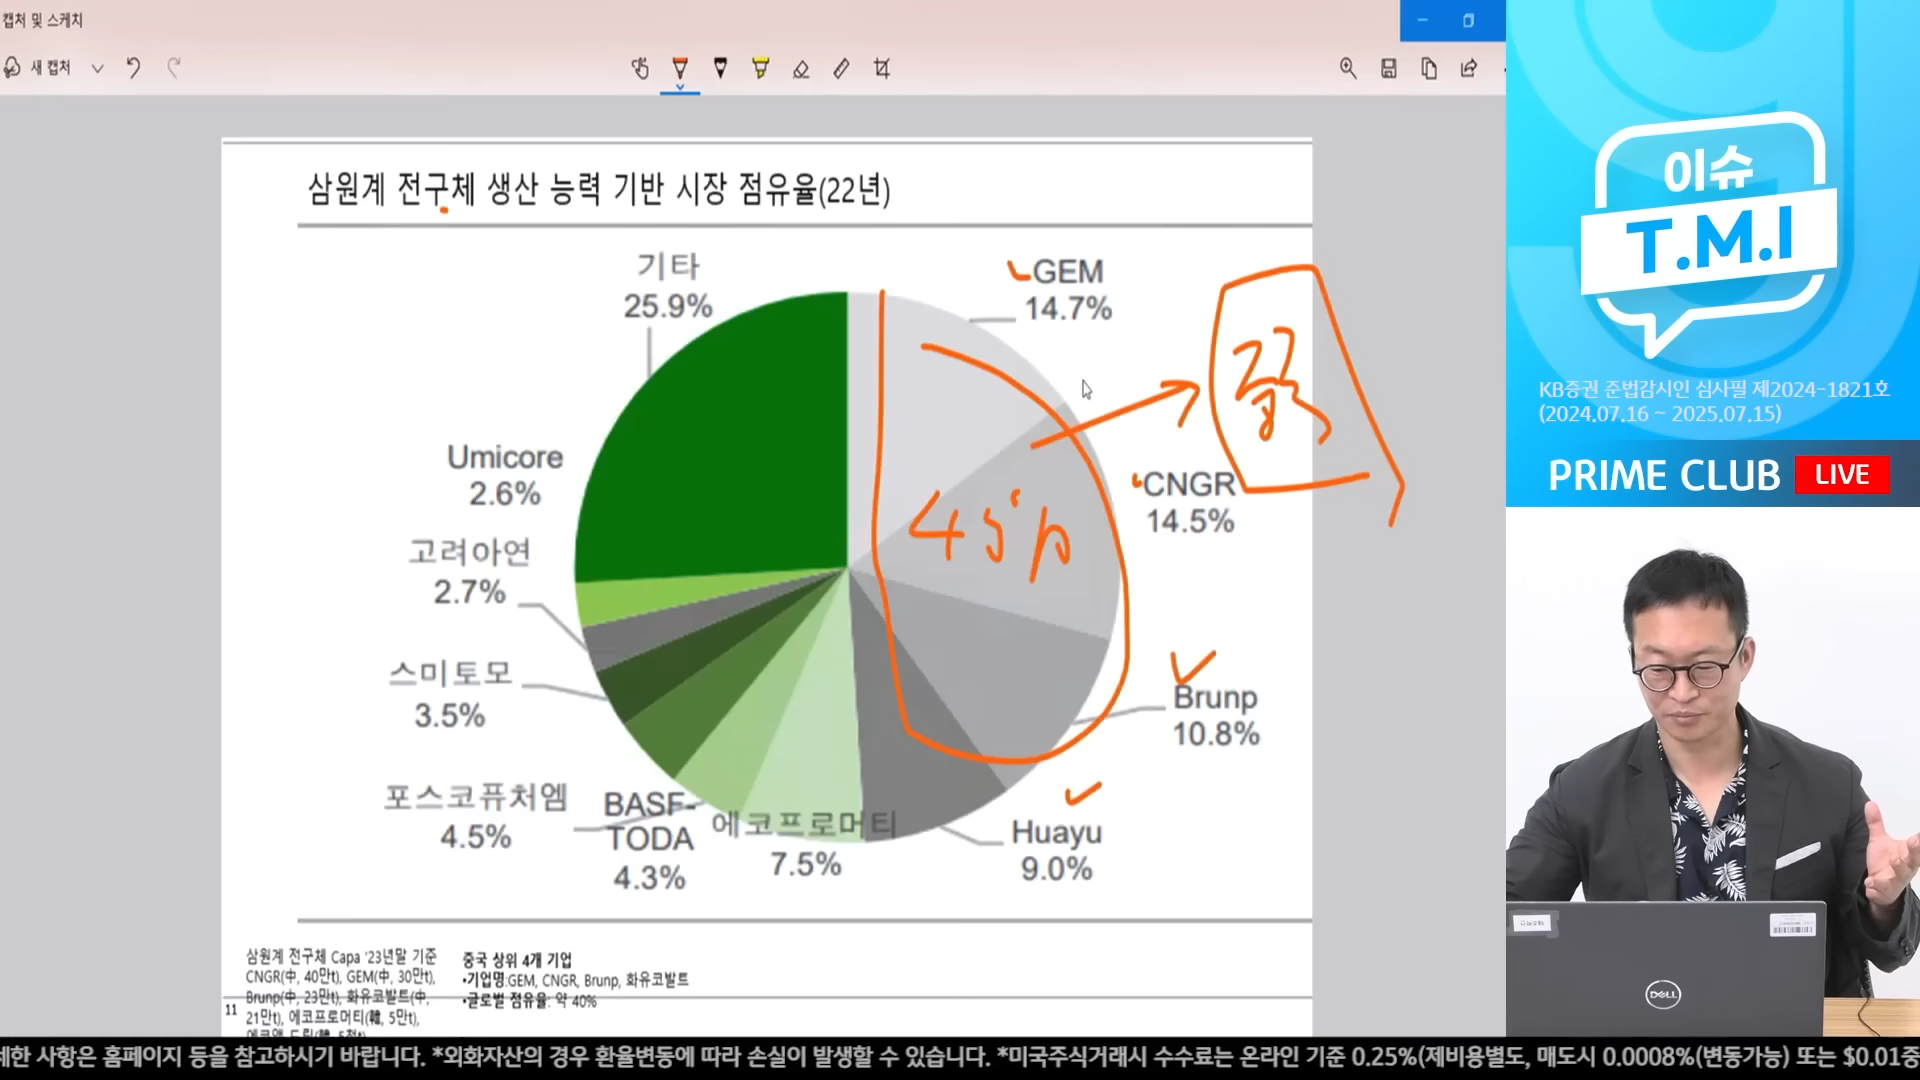 캡처 및 스케치
새 캡처
삼원계 전구체 생산 능력 기반 시장 점유율(22년)
기타
25.9%
GEM
14.7%
Umicore
2.6%
CNGR
14.5%
45%
고려아연
2.7%
스미토모
3.5%
Brunp
10.8%
포스코퓨처엠
4.5%
BASF-
TODA
4.3%
에코프로머티
7.5%
Huayu
9.0%
삼원계 전구체 Capa '23년말 기준
CNGR(中, 40만t), GEM(中, 30만t),
Brunp(中, 23만t), 화유코발트(中,
21만t), 에코프로머티(韓, 5만t),
중국 상위 4개 기업
•기업명:GEM, CNGR, Brunp, 화유코발트
•글로벌 점유율: 약 40%
11
이슈
T.M.I
KB증권 준법감시인 심사필 제2024-1821호
(2024.07.16 ~ 2025.07.15)
PRIME CLUB LIVE
DELL
세한 사항은 홈페이지 등을 참고하시기 바랍니다. *외화자산의 경우 환율변동에 따라 손실이 발생할 수 있습니다. *미국주식거래시 수수료는 온라인 기준 0.25%(제비용별도, 매도시 0.0008%(변동가능) 또는 $0.01중